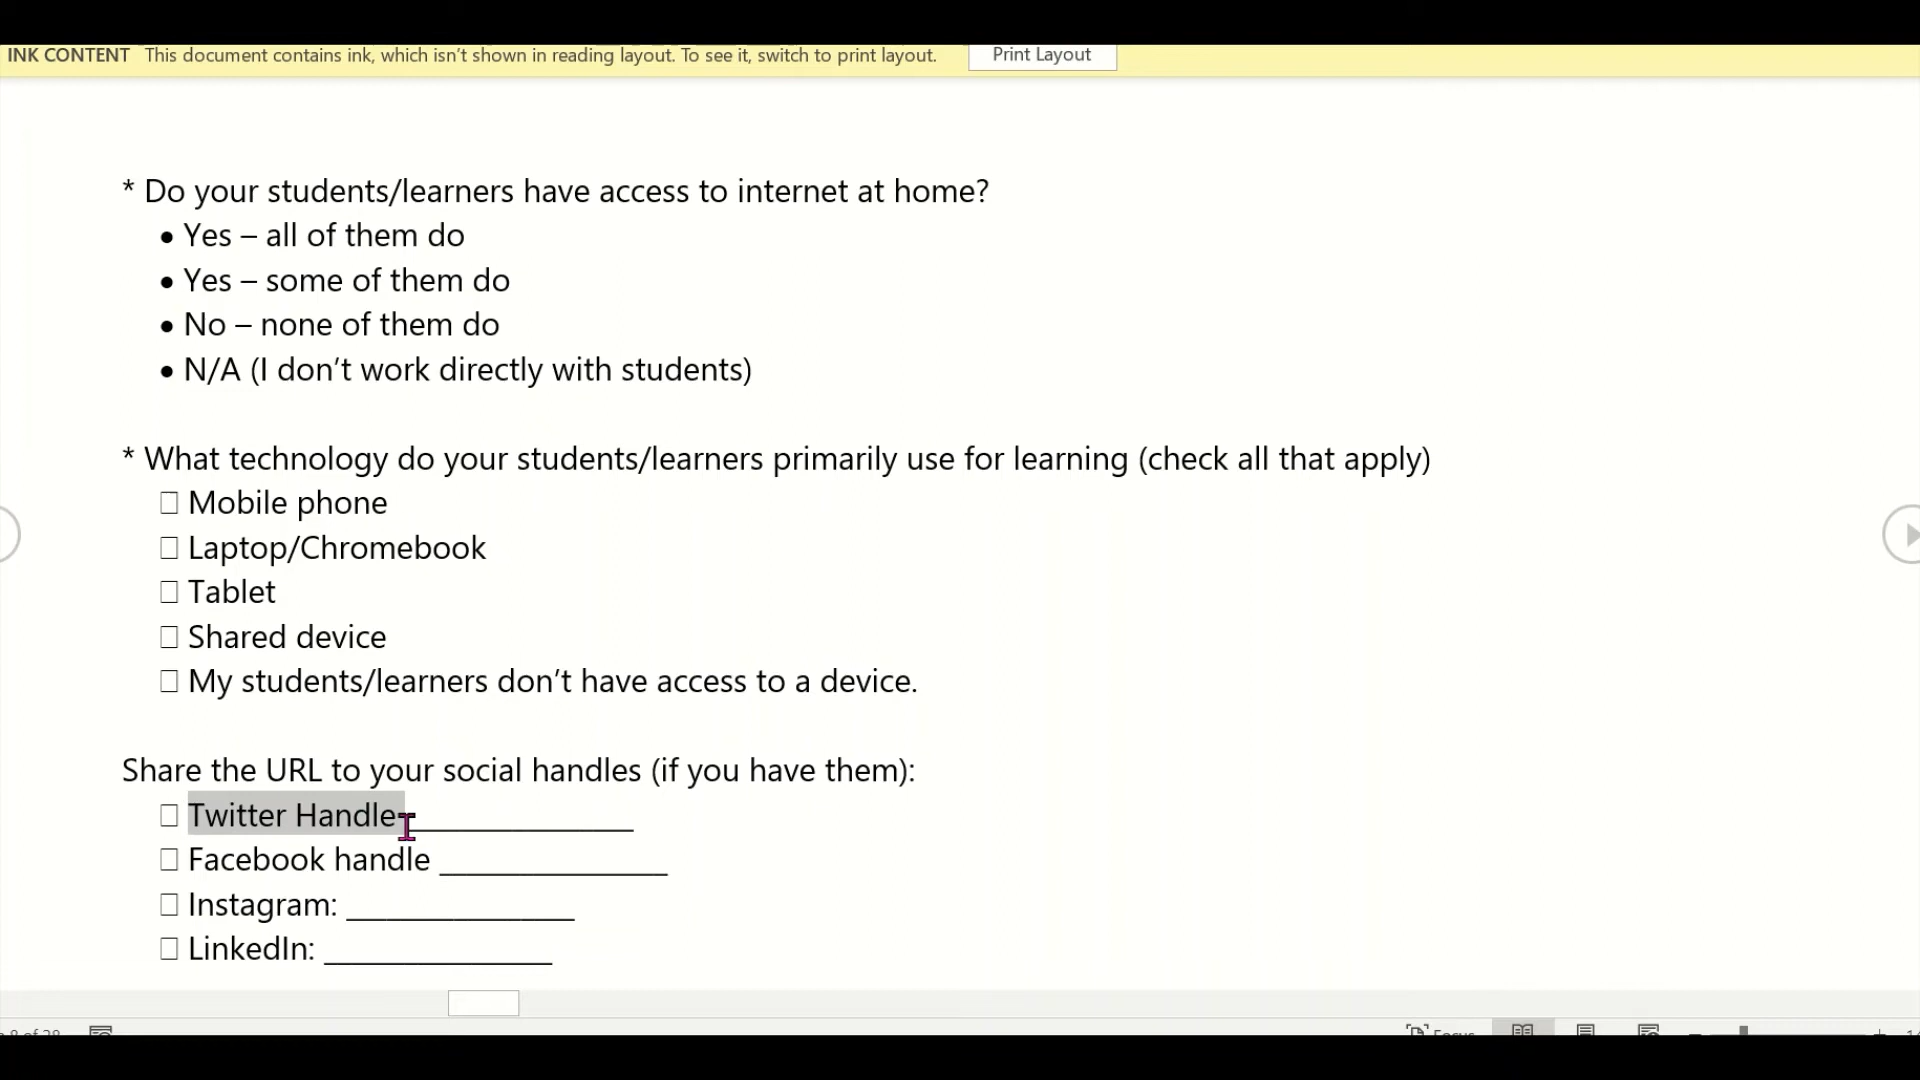 INK CONTENT This document contains ink, which isn't shown in reading layout. To see it, switch to print layout. Print Layout
* Do your students/learners have access to internet at home?
• Yes – all of them do
• Yes – some of them do
• No – none of them do
• N/A (I don't work directly with students)
* What technology do your students/learners primarily use for learning (check all that apply)
☐ Mobile phone
☐ Laptop/Chromebook
☐ Tablet
☐ Shared device
☐ My students/learners don't have access to a device.
Share the URL to your social handles (if you have them):
☐ Twitter Handle ______________
☐ Facebook handle ______________
☐ Instagram: ______________
☐ LinkedIn: ______________
Focus